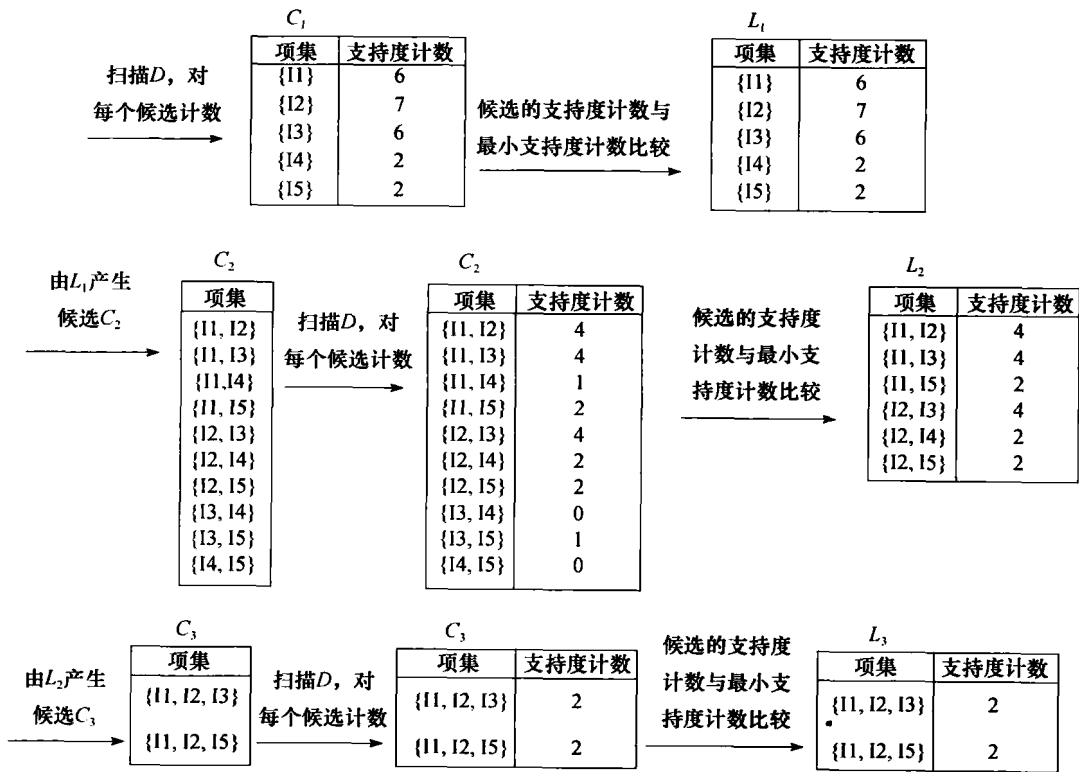 C₁
项集 支持度计数
{I1} 6
{I2} 7
{I3} 6
{I4} 2
{I5} 2
扫描D，对
每个候选计数
候选的支持度计数与
最小支持度计数比较
L₁
项集 支持度计数
{I1} 6
{I2} 7
{I3} 6
{I4} 2
{I5} 2
由L₁产生
候选C₂
C₂
项集
{I1, I2}
{I1, I3}
{I1,I4}
{I1, I5}
{I2, I3}
{I2, I4}
{I2, I5}
{I3, I4}
{I3, I5}
{I4, I5}
扫描D，对
每个候选计数
C₂
项集 支持度计数
{I1, I2} 4
{I1, I3} 4
{I1, I4} 1
{I1, I5} 2
{I2, I3} 4
{I2, I4} 2
{I2, I5} 2
{I3, I4} 0
{I3, I5} 1
{I4, I5} 0
候选的支持度
计数与最小支
持度计数比较
L₂
项集 支持度计数
{I1, I2} 4
{I1, I3} 4
{I1, I5} 2
{I2, I3} 4
{I2, I4} 2
{I2, I5} 2
由L₂产生
候选C₃
C₃
项集
{I1, I2, I3}
{I1, I2, I5}
扫描D，对
每个候选计数
C₃
项集 支持度计数
{I1, I2, I3} 2
{I1, I2, I5} 2
候选的支持度
计数与最小支
持度计数比较
L₃
项集 支持度计数
{I1, I2, I3} 2
{I1, I2, I5} 2